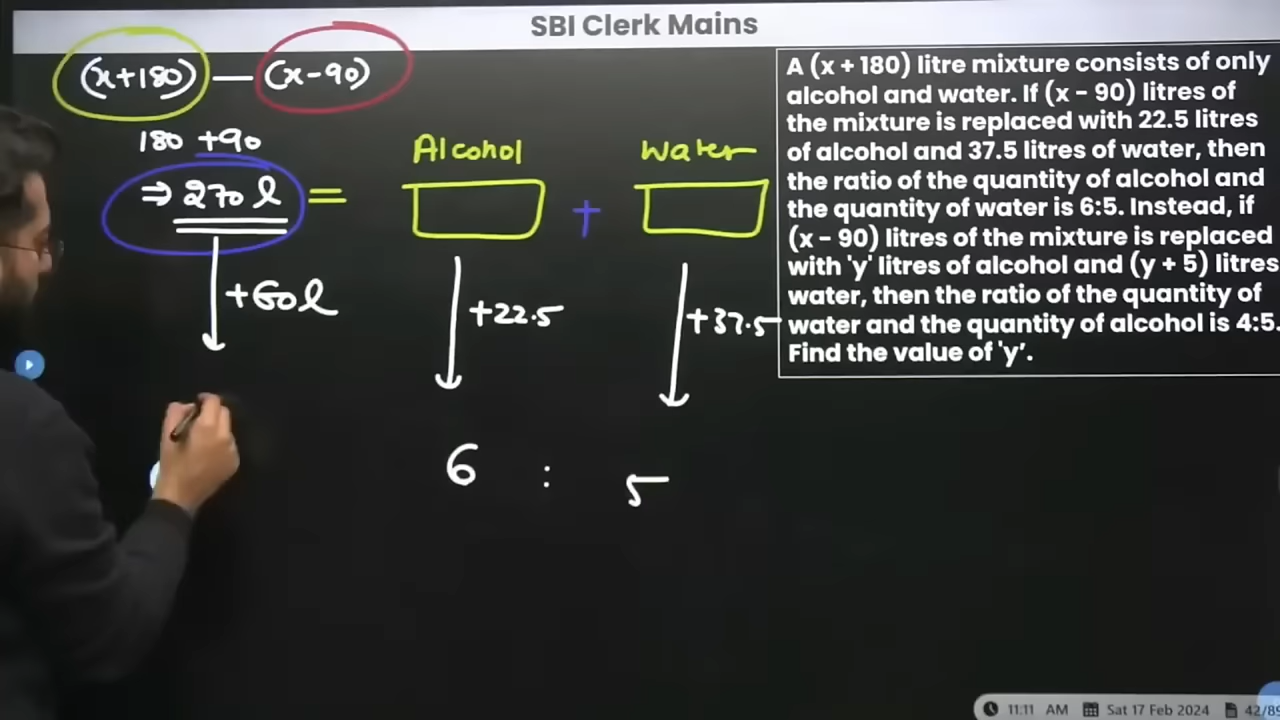 SBI Clerk Mains
(x+180) — (x-90)
180 +90
⇒ 270 l =
Alcohol
+
Water
+60l
+22.5
+37.5
6 : 5
A (x + 180) litre mixture consists of only
alcohol and water. If (x - 90) litres of
the mixture is replaced with 22.5 litres
of alcohol and 37.5 litres of water, then
the ratio of the quantity of alcohol and
the quantity of water is 6:5. Instead, if
(x - 90) litres of the mixture is replaced
with 'y' litres of alcohol and (y + 5) litres
water, then the ratio of the quantity of
water and the quantity of alcohol is 4:5.
Find the value of 'y'.
11:11 AM Sat 17 Feb 2024 42/89